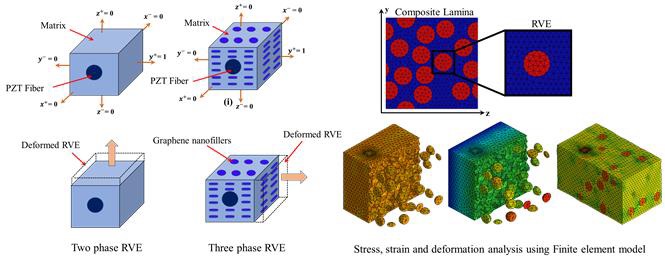 z⁺= 0
x⁻ = 0
Matrix
y⁻ = 0
y⁺= 1
PZT Fiber
x⁺= 0
z⁻= 0
z⁺= 0
x⁻ = 0
Matrix
y⁻ = 0
y⁺= 1
PZT Fiber
x⁺= 0
(i)
z⁻= 0
y
Composite Lamina
RVE
z
Deformed RVE
Graphene nanofillers
Deformed RVE
Two phase RVE
Three phase RVE
Stress, strain and deformation analysis using Finite element model